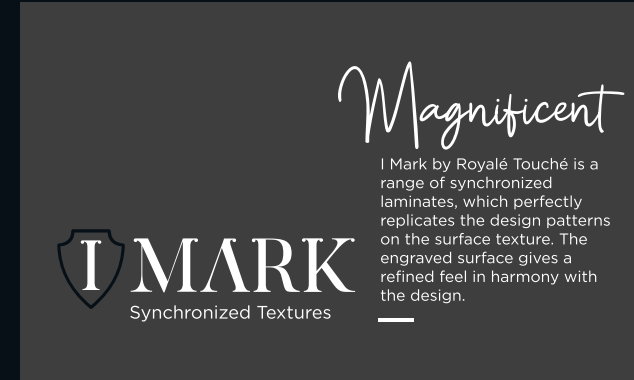 Magnificent
I Mark by Royalé Touché is a
range of synchronized
laminates, which perfectly
replicates the design patterns
on the surface texture. The
engraved surface gives a
refined feel in harmony with
the design.
I MARK
Synchronized Textures